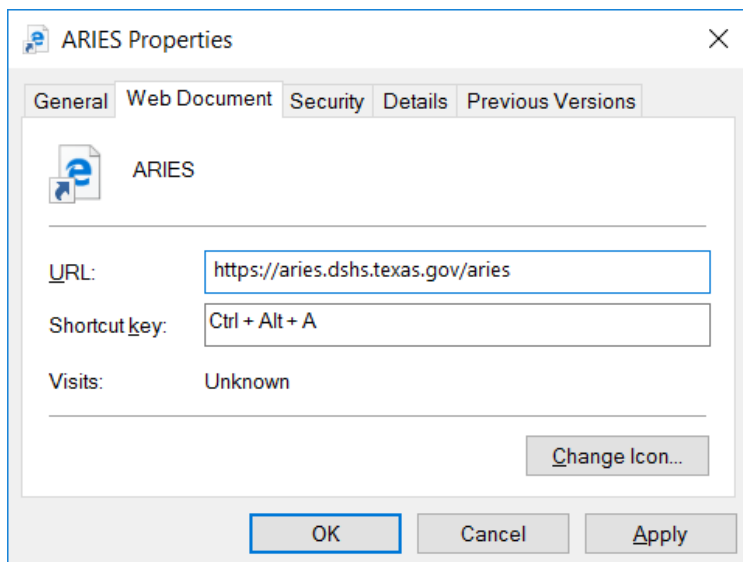 ARIES Properties
General Web Document Security Details Previous Versions
ARIES
URL: https://aries.dshs.texas.gov/aries
Shortcut key: Ctrl + Alt + A
Visits: Unknown
Change Icon...
OK Cancel Apply